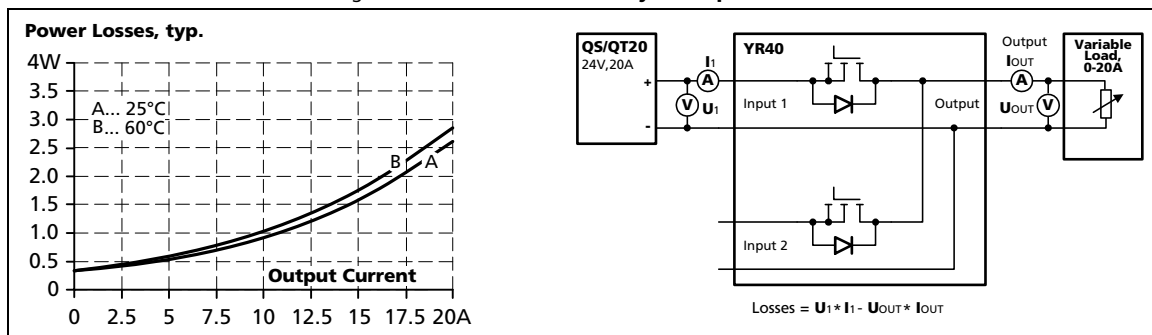 Power Losses, typ.
4W
3.5
3.0
2.5
2.0
1.5
1.0
0.5
0
A... 25°C
B... 60°C
B
A
Output Current
0 2.5 5 7.5 10 12.5 15 17.5 20A
QS/QT20
24V,20A
+
-
I1
A
V
U1
YR40
Input 1
Output
Input 2
Output
IOUT
A
UOUT
V
Variable
Load,
0-20A
Losses = U1* I1- UOUT* IOUT